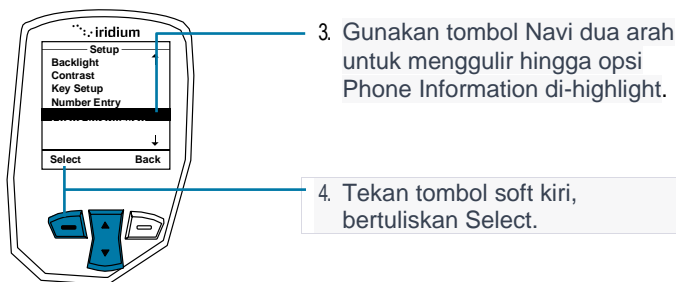 iridium
Setup
Backlight
Contrast
Key Setup
Number Entry
Select Back
3. Gunakan tombol Navi dua arah
untuk menggulir hingga opsi
Phone Information di-highlight.
4. Tekan tombol soft kiri,
bertuliskan Select.